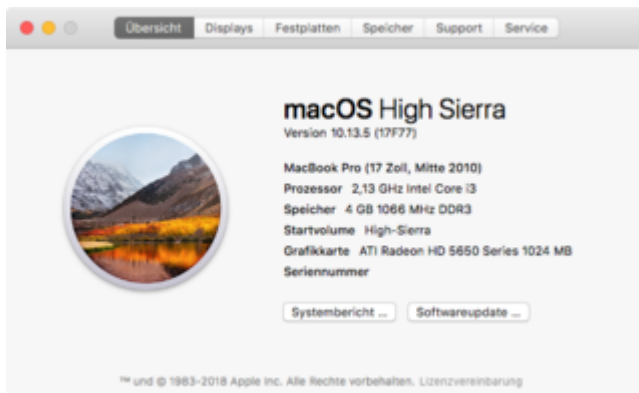 Übersicht Displays Festplatten Speicher Support Service
macOS High Sierra
Version 10.13.5 (17F77)
MacBook Pro (17 Zoll, Mitte 2010)
Prozessor 2,13 GHz Intel Core i3
Speicher 4 GB 1066 MHz DDR3
Startvolume High-Sierra
Grafikkarte ATI Radeon HD 5650 Series 1024 MB
Seriennummer
Systembericht ... Softwareupdate ...
™ und © 1983-2018 Apple Inc. Alle Rechte vorbehalten. Lizenzvereinbarung